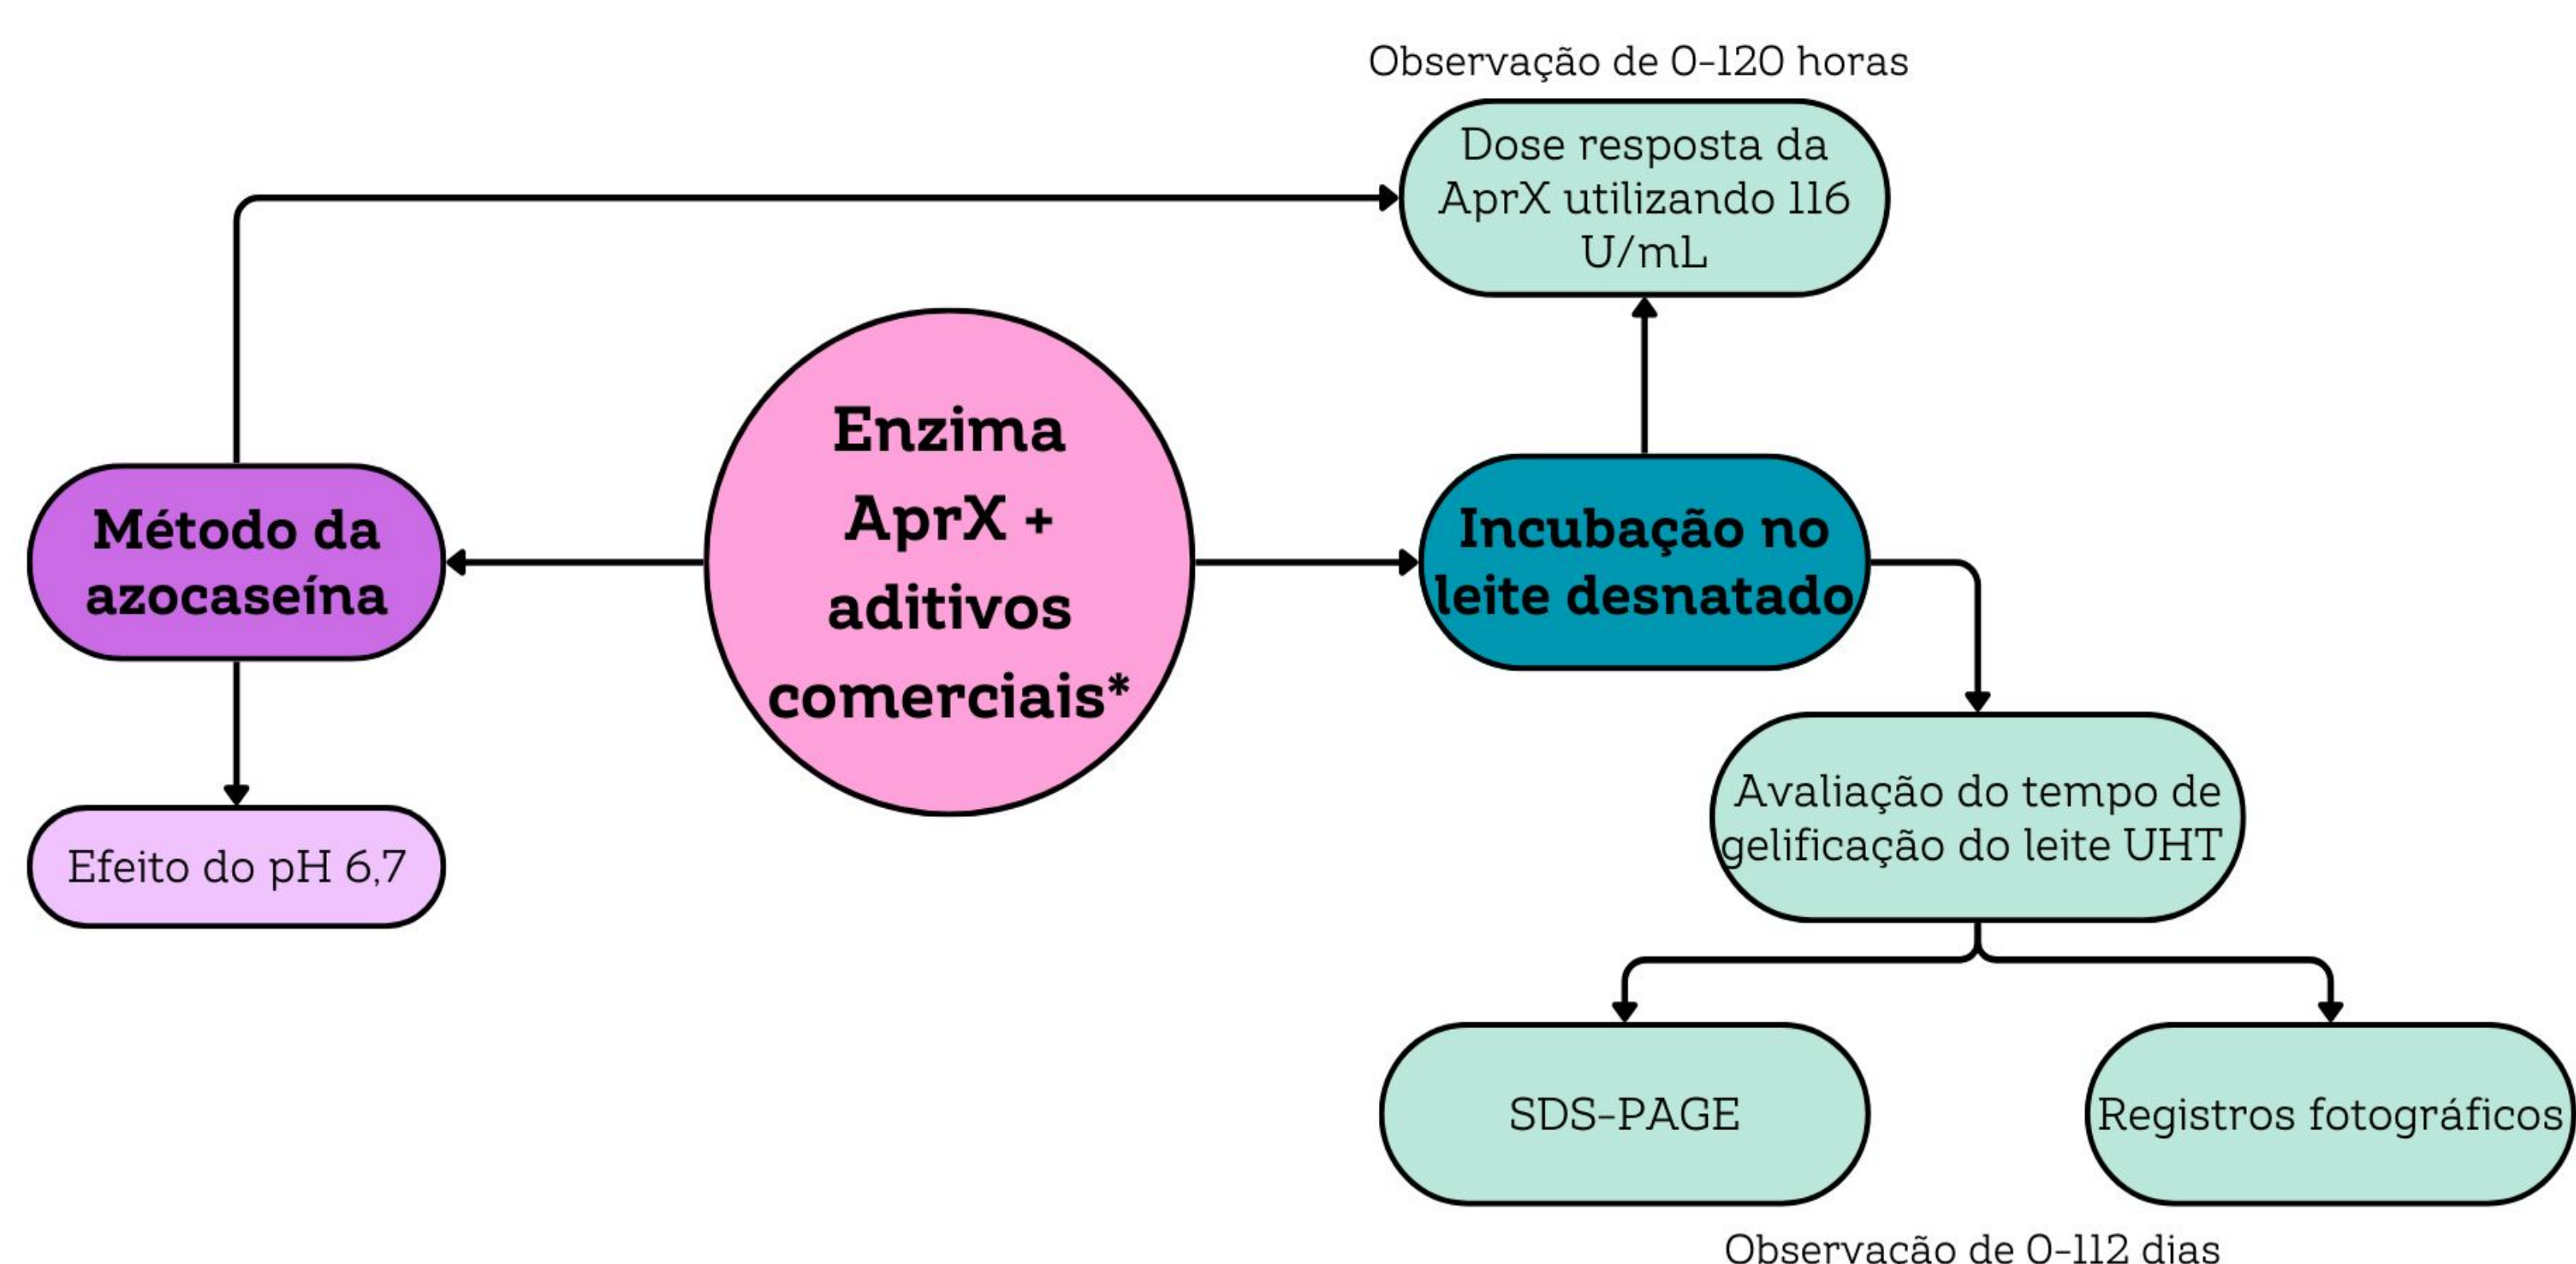 Observação de 0-120 horas
Dose resposta da
AprX utilizando 116
U/mL
Enzima
AprX +
aditivos
comerciais*
Método da
azocaseína
Incubação no
leite desnatado
Efeito do pH 6,7
Avaliação do tempo de
gelificação do leite UHT
SDS-PAGE
Registros fotográficos
Observação de 0-112 dias